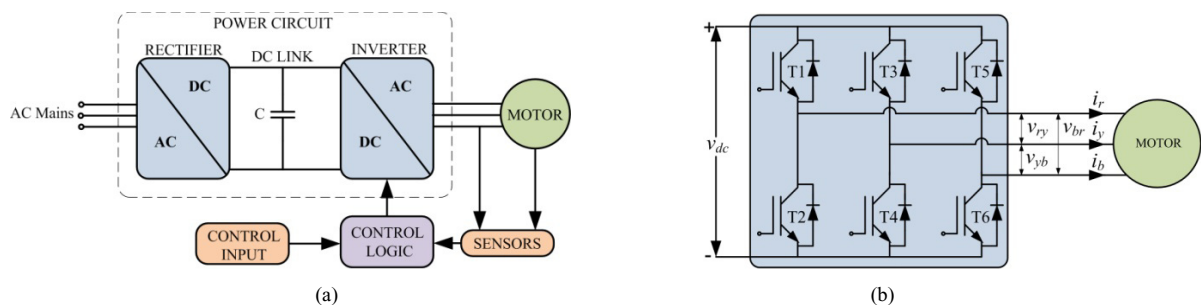 POWER CIRCUIT
RECTIFIER
DC LINK
INVERTER
DC
AC
AC Mains
C
MOTOR
AC
DC
CONTROL
INPUT
CONTROL
LOGIC
SENSORS
(a)
+
T1
T3
T5
i_r
v_ry
i_y
v_br
v_dc
v_yb
i_b
MOTOR
T2
T4
T6
-
(b)